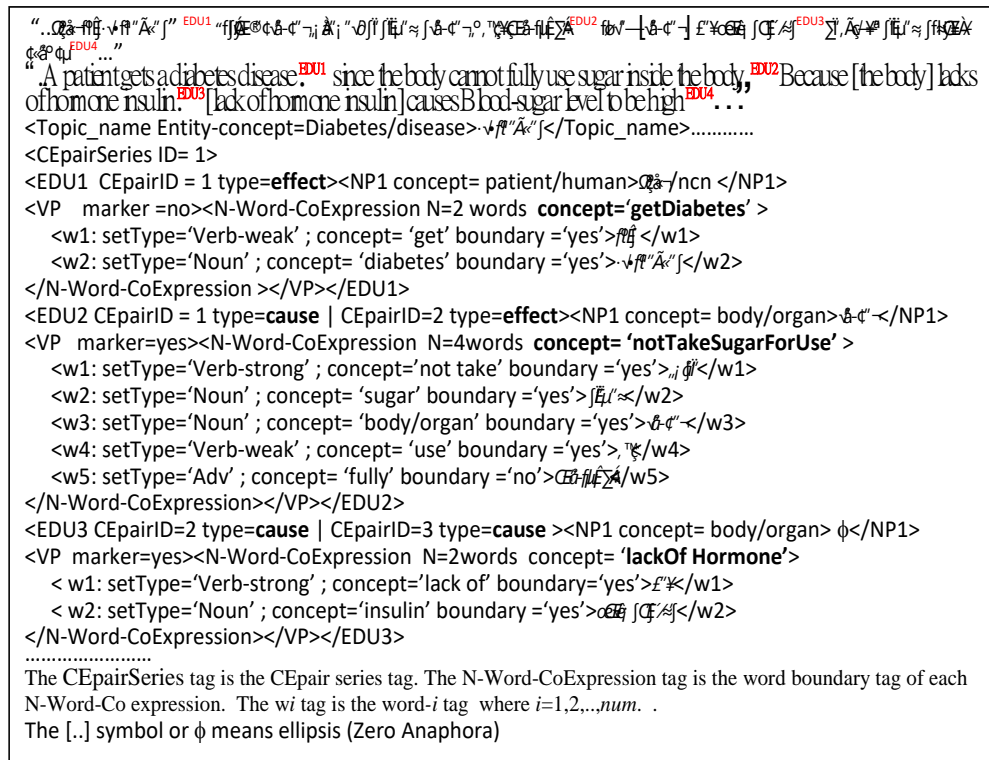 EDU1
EDU2
EDU3
EDU4 ...”
“..A patient gets a diabetes disease.EDU1 since the body cannot fully use sugar inside the body,,EDU2 Because [the body] lacks
of hormone insulin.EDU3 [lack of hormone insulin] causes Blood-sugar level to be high EDU4...”
<Topic_name Entity-concept=Diabetes/disease></Topic_name>............
<CEpairSeries ID= 1>
<EDU1 CEpairID = 1 type=effect><NP1 concept= patient/human>/ncn </NP1>
<VP marker =no><N-Word-CoExpression N=2 words concept=‘getDiabetes’ >
<w1: setType=‘Verb-weak’ ; concept= ‘get’ boundary =‘yes’></w1>
<w2: setType=‘Noun’ ; concept= ‘diabetes’ boundary =‘yes’></w2>
</N-Word-CoExpression ></VP></EDU1>
<EDU2 CEpairID = 1 type=cause | CEpairID=2 type=effect><NP1 concept= body/organ></NP1>
<VP marker=yes><N-Word-CoExpression N=4words concept= ‘notTakeSugarForUse’ >
<w1: setType=‘Verb-strong’ ; concept=‘not take’ boundary =‘yes’></w1>
<w2: setType=‘Noun’ ; concept= ‘sugar’ boundary =‘yes’></w2>
<w3: setType=‘Noun’ ; concept= ‘body/organ’ boundary =‘yes’></w3>
<w4: setType=‘Verb-weak’ ; concept= ‘use’ boundary =‘yes’></w4>
<w5: setType=‘Adv’ ; concept= ‘fully’ boundary =‘no’></w5>
</N-Word-CoExpression></VP></EDU2>
<EDU3 CEpairID=2 type=cause | CEpairID=3 type=cause ><NP1 concept= body/organ> ϕ</NP1>
<VP marker=yes><N-Word-CoExpression N=2words concept= ‘lackOf Hormone’>
< w1: setType=‘Verb-strong’ ; concept=‘lack of’ boundary=‘yes’></w1>
< w2: setType=‘Noun’ ; concept=‘insulin’ boundary =‘yes’></w2>
</N-Word-CoExpression></VP></EDU3>
........................
The CEpairSeries tag is the CEpair series tag. The N-Word-CoExpression tag is the word boundary tag of each
N-Word-Co expression. The wi tag is the word-i tag where i=1,2,..,num. .
The [..] symbol or ϕ means ellipsis (Zero Anaphora)